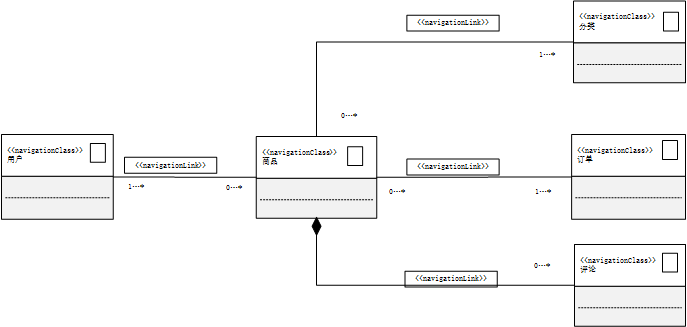 <<navigationLink>>
<<navigationClass>>
分类
1…*
0…*
<<navigationClass>>
用户
<<navigationLink>>
1…*
0…*
<<navigationClass>>
商品
<<navigationLink>>
0…*
1…*
<<navigationClass>>
订单
<<navigationLink>>
0…*
<<navigationClass>>
评论